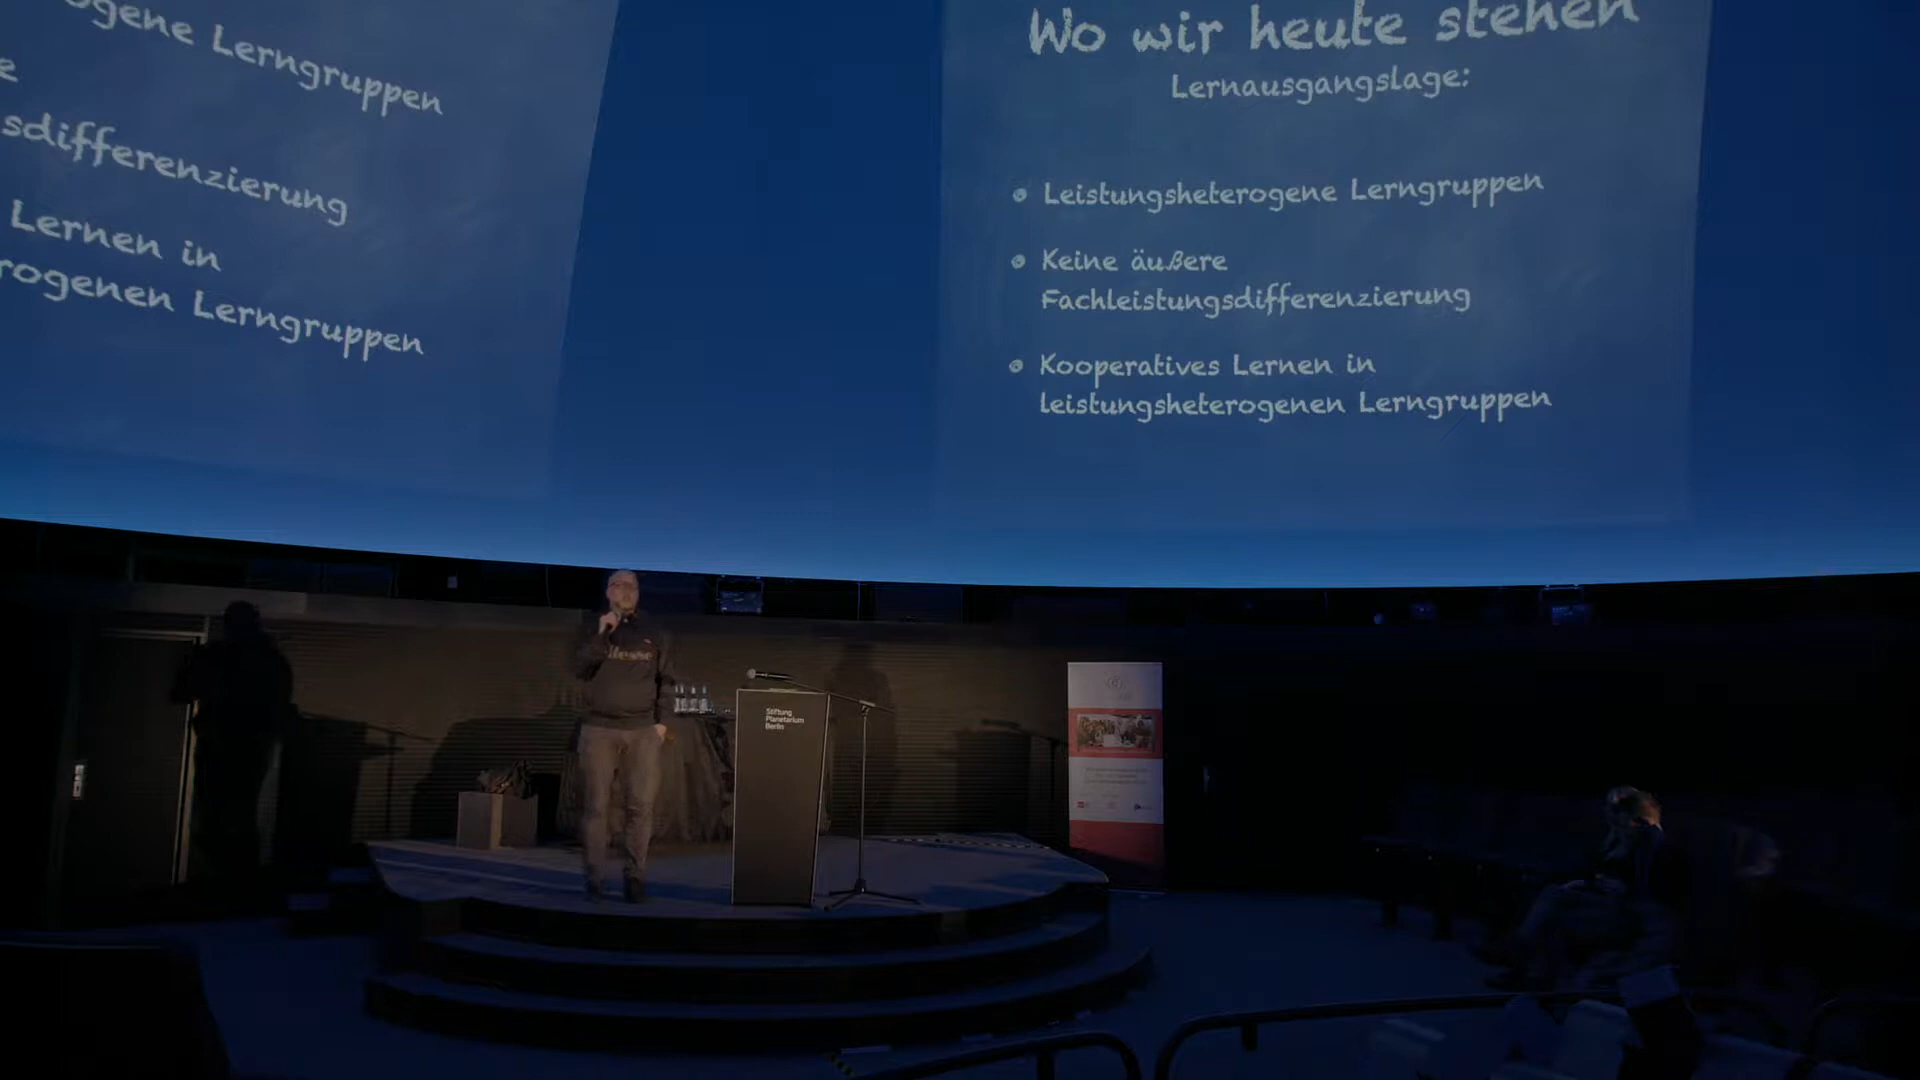 ogene Lerngruppen
e
sdifferenzierung
Lernen in
rogenen Lerngruppen
Wo wir heute stehen
Lernausgangslage:
Leistungsheterogene Lerngruppen
Keine äußere
Fachleistungsdifferenzierung
Kooperatives Lernen in
leistungsheterogenen Lerngruppen
Stiftung
Planetarium
Berlin